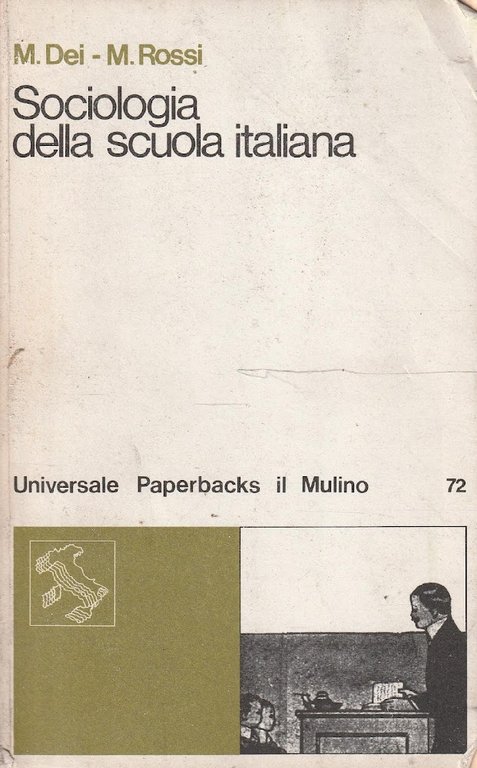 M. Dei - M. Rossi
Sociologia
della scuola italiana
Universale Paperbacks il Mulino 72